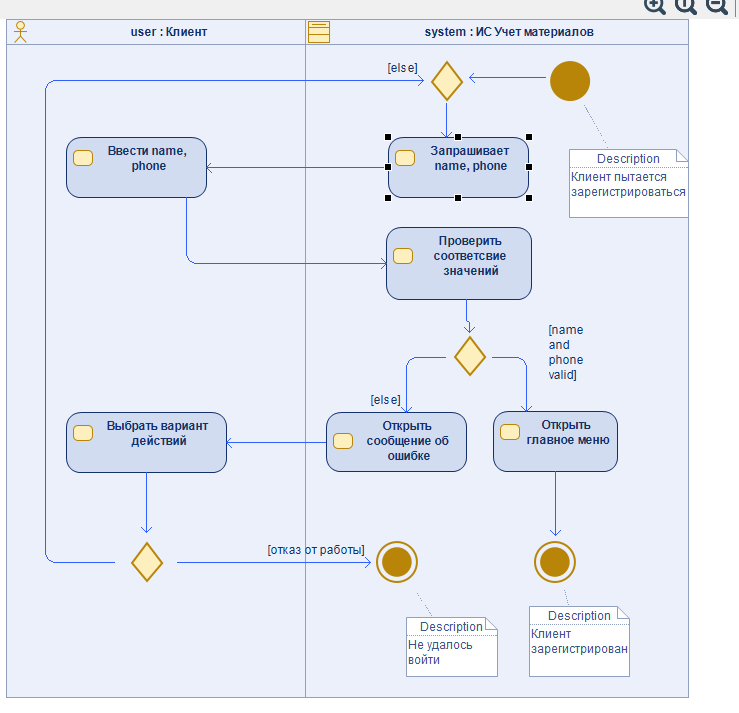 user : Клиент
system : ИС Учет материалов
[else]
Ввести name,
phone
Запрашивает
name, phone
Description
Клиент пытается
зарегистрироваться
Проверить
соответсвие
значений
[name
and
phone
valid]
[else]
Выбрать вариант
действий
Открыть
сообщение об
ошибке
Открыть
главное меню
[отказ от работы]
Description
Не удалось
войти
Description
Клиент
зарегистрирован